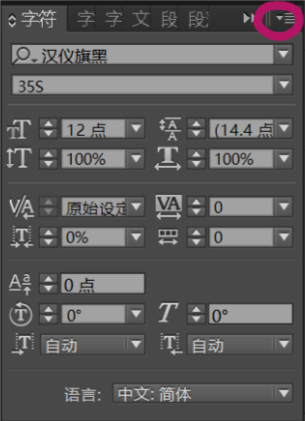 字符 字 字 文 段 段
汉仪旗黑
35S
12 点 (14.4 点
100% 100%
原始设定 0
0% 0
0 点
0° 0°
自动 自动
语言: 中文: 简体